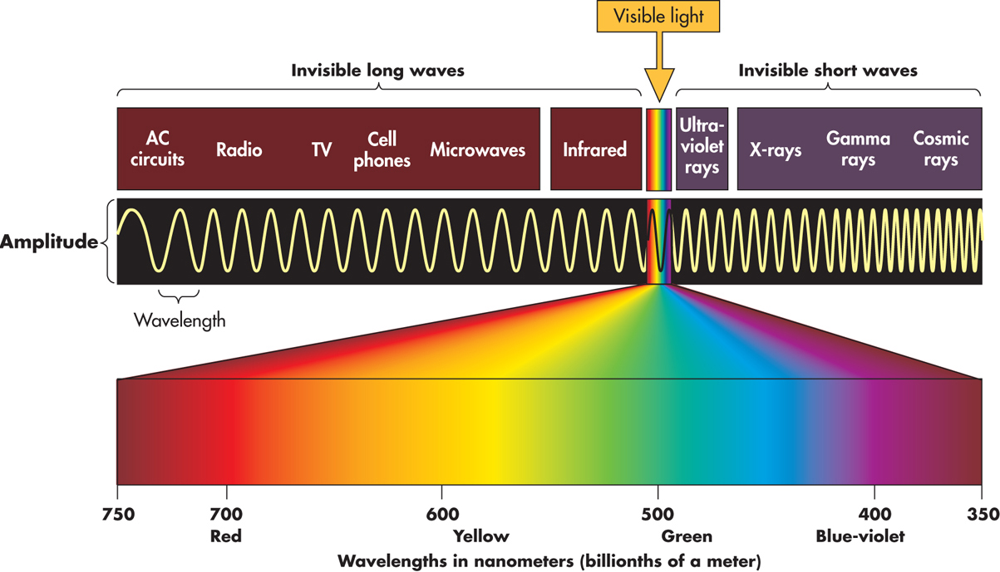 Visible light
Invisible long waves
Invisible short waves
AC
circuits
Radio
TV
Cell
phones
Microwaves
Infrared
Ultra-
violet
rays
X-rays
Gamma
rays
Cosmic
rays
Amplitude
Wavelength
750
700
600
500
400
350
Red
Yellow
Green
Blue-violet
Wavelengths in nanometers (billionths of a meter)